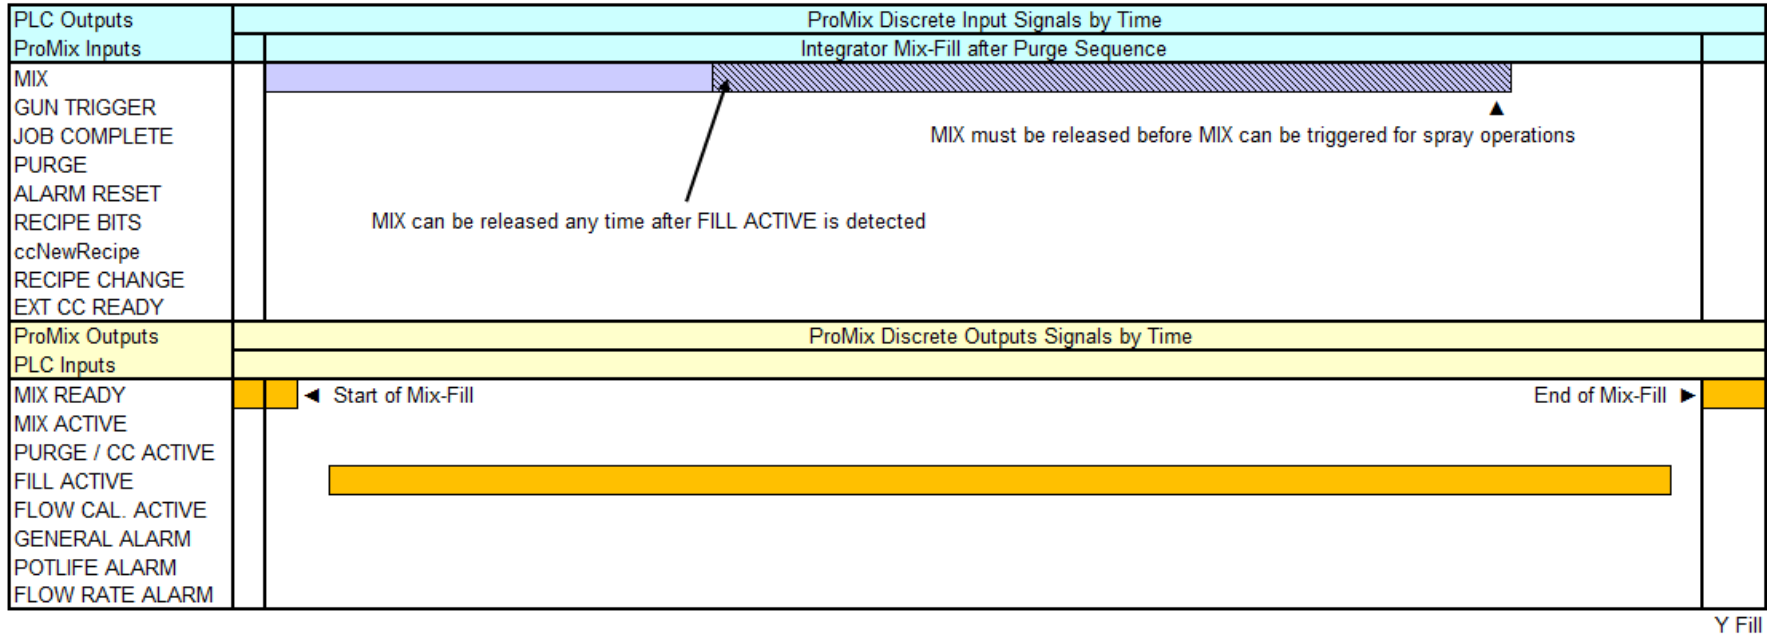 PLC Outputs
ProMix Discrete Input Signals by Time
ProMix Inputs
Integrator Mix-Fill after Purge Sequence
MIX
GUN TRIGGER
JOB COMPLETE
MIX must be released before MIX can be triggered for spray operations
PURGE
ALARM RESET
RECIPE BITS
MIX can be released any time after FILL ACTIVE is detected
ccNewRecipe
RECIPE CHANGE
EXT CC READY
ProMix Outputs
ProMix Discrete Outputs Signals by Time
PLC Inputs
MIX READY
Start of Mix-Fill
End of Mix-Fill
MIX ACTIVE
PURGE / CC ACTIVE
FILL ACTIVE
FLOW CAL. ACTIVE
GENERAL ALARM
POTLIFE ALARM
FLOW RATE ALARM
Y Fill